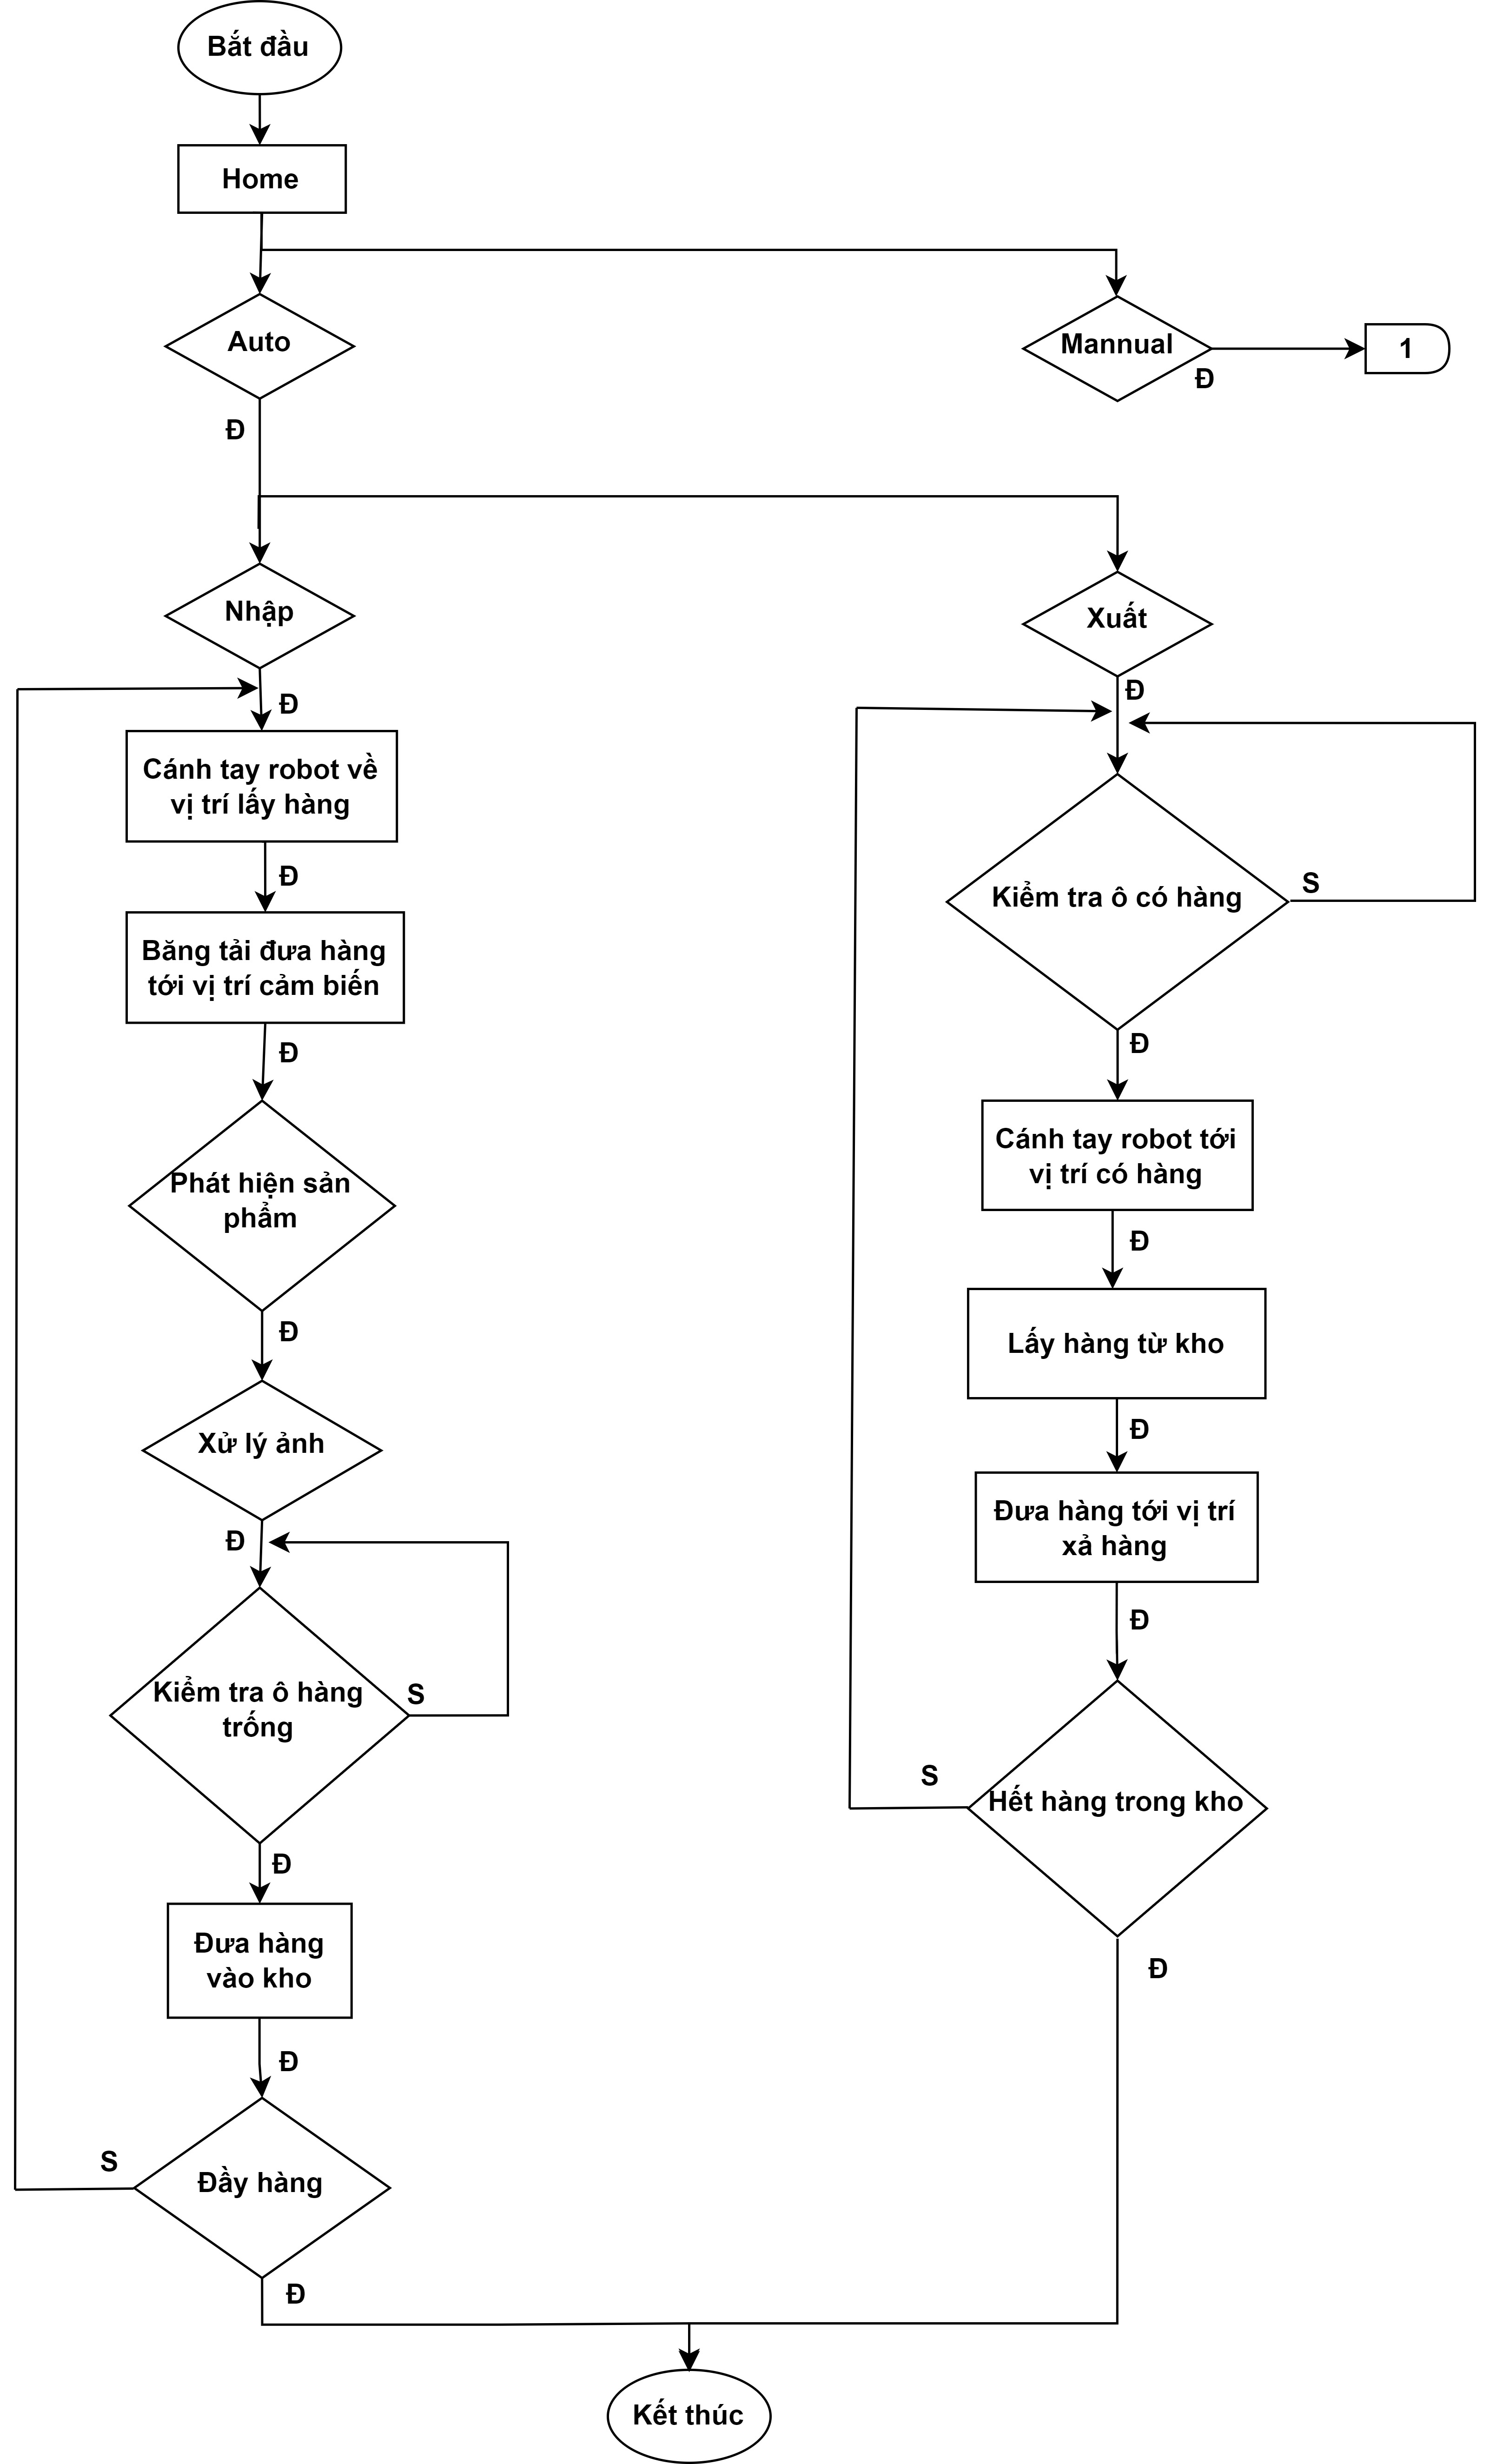 Bắt đầu
Home
Auto
Mannual
1
Đ
Đ
Nhập
Xuất
Đ
Đ
Cánh tay robot về
vị trí lấy hàng
Đ
Băng tải đưa hàng
tới vị trí cảm biến
Đ
Phát hiện sản
phẩm
Đ
Xử lý ảnh
Đ
Kiểm tra ô hàng
trống
S
Đ
Đưa hàng
vào kho
Đ
Đầy hàng
S
Đ
Kiểm tra ô có hàng
S
Đ
Cánh tay robot tới
vị trí có hàng
Đ
Lấy hàng từ kho
Đ
Đưa hàng tới vị trí
xả hàng
Đ
Hết hàng trong kho
S
Đ
Kết thúc